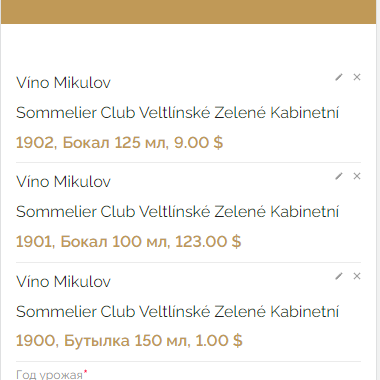 Víno Mikulov
Sommelier Club Veltlínské Zelené Kabinetní
1902, Бокал 125 мл, 9.00 $
Víno Mikulov
Sommelier Club Veltlínské Zelené Kabinetní
1901, Бокал 100 мл, 123.00 $
Víno Mikulov
Sommelier Club Veltlínské Zelené Kabinetní
1900, Бутылка 150 мл, 1.00 $
Год урожая*